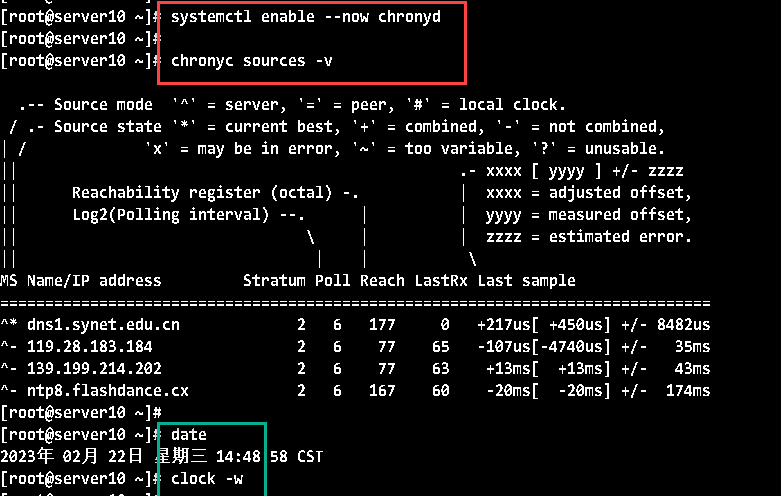 [root@server10 ~]# systemctl enable --now chronyd
[root@server10 ~]#
[root@server10 ~]# chronyc sources -v

  .-- Source mode  '^' = server, '=' = peer, '#' = local clock.
 / .- Source state '*' = current best, '+' = combined, '-' = not combined,
| /             'x' = may be in error, '~' = too variable, '?' = unusable.
||                                                 .- xxxx [ yyyy ] +/- zzzz
||      Reachability register (octal) -.           |  xxxx = adjusted offset,
||      Log2(Polling interval) --.      |          |  yyyy = measured offset,
||                                \     |          |  zzzz = estimated error.
||                                 |    |           \
MS Name/IP address         Stratum Poll Reach LastRx Last sample
===============================================================================
^* dns1.synet.edu.cn             2   6   177     0   +217us[ +450us] +/- 8482us
^- 119.28.183.184                2   6    77    65   -107us[-4740us] +/-   35ms
^- 139.199.214.202               2   6    77    63    +13ms[  +13ms] +/-   43ms
^- ntp8.flashdance.cx            2   6   167    60    -20ms[  -20ms] +/-  174ms
[root@server10 ~]#
[root@server10 ~]# date
2023年 02月 22日 星期三 14:48:58 CST
[root@server10 ~]# clock -w